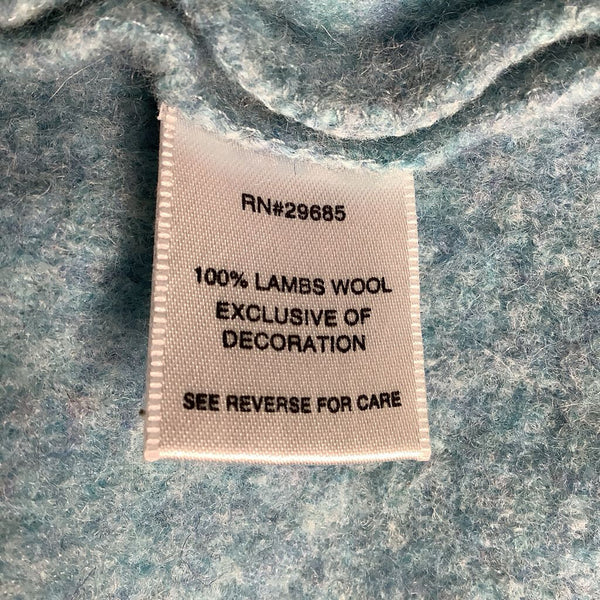 RN#29685
100% LAMBS WOOL
EXCLUSIVE OF
DECORATION
SEE REVERSE FOR CARE